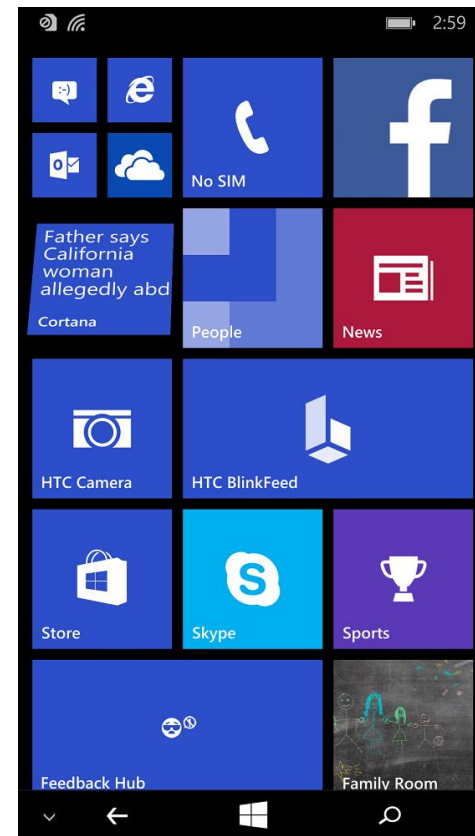 2:59
No SIM
Father says
California
woman
allegedly abd
Cortana
People
News
HTC Camera
HTC BlinkFeed
Store
Skype
Sports
Feedback Hub
Family Room